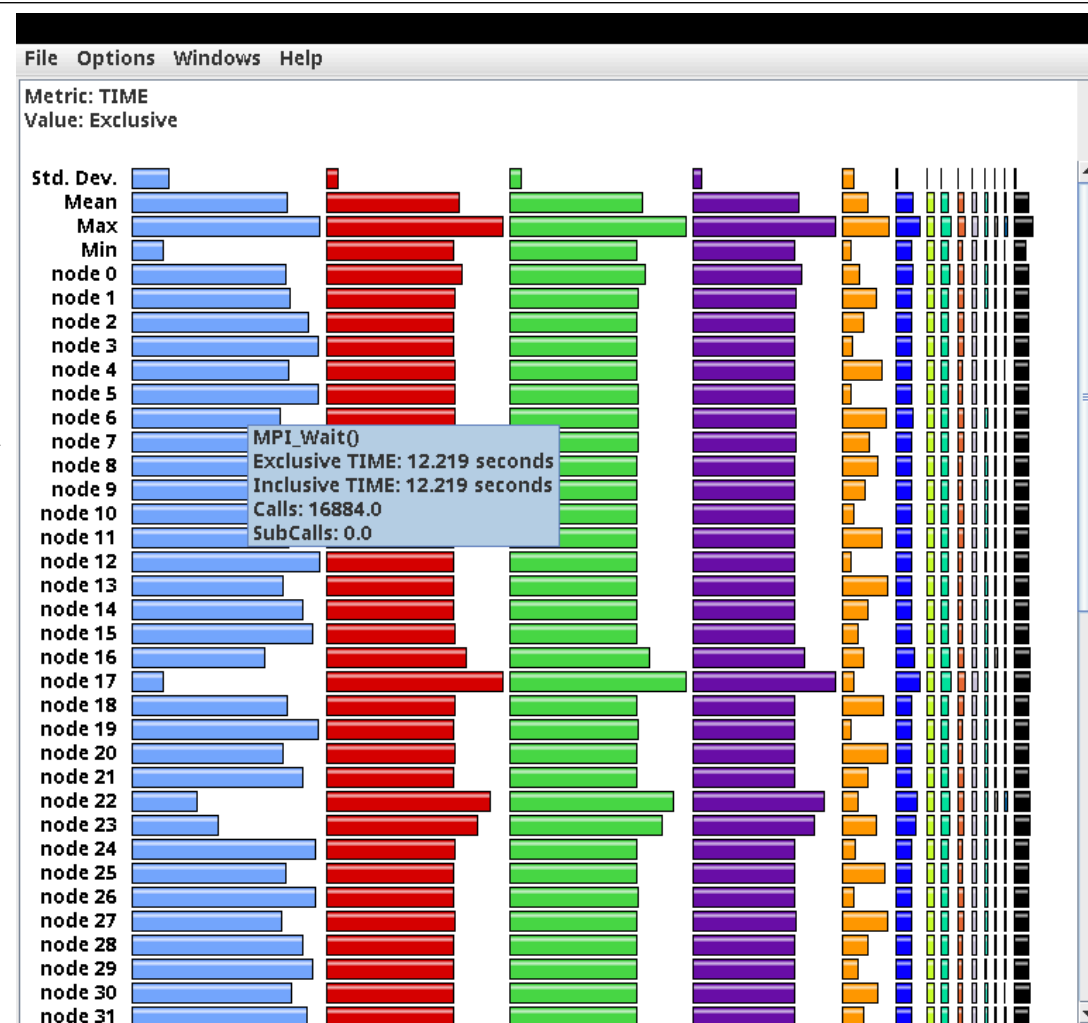 File Options Windows Help
Metric: TIME
Value: Exclusive
Std. Dev.
Mean
Max
Min
node 0
node 1
node 2
node 3
node 4
node 5
node 6
node 7
node 8
node 9
node 10
node 11
node 12
node 13
node 14
node 15
node 16
node 17
node 18
node 19
node 20
node 21
node 22
node 23
node 24
node 25
node 26
node 27
node 28
node 29
node 30
node 31
MPI_Wait()
Exclusive TIME: 12.219 seconds
Inclusive TIME: 12.219 seconds
Calls: 16884.0
SubCalls: 0.0